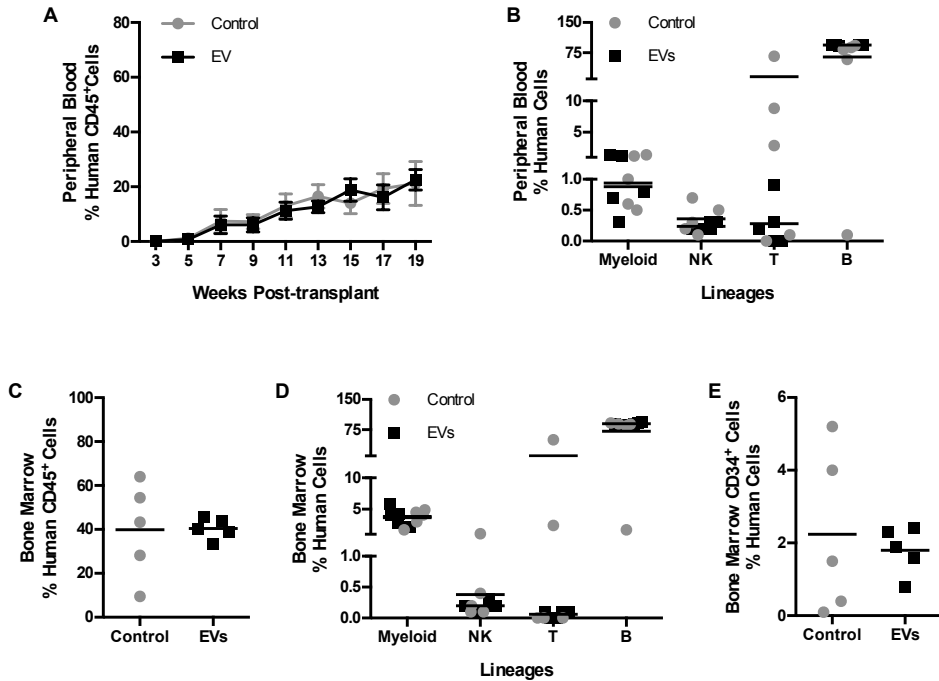 A
Control
EV
Peripheral Blood
% Human CD45⁺Cells
80
60
40
20
0
3 5 7 9 11 13 15 17 19
Weeks Post-transplant
B
Control
EVs
Peripheral Blood
% Human Cells
150
75
10
5
1.0
0.5
0.0
Myeloid NK T B
Lineages
C
Bone Marrow
% Human CD45⁺ Cells
100
80
60
40
20
0
Control EVs
D
Control
EVs
Bone Marrow
% Human Cells
150
75
10
5
1.0
0.5
0.0
Myeloid NK T B
Lineages
E
Bone Marrow CD34⁺ Cells
% Human Cells
6
4
2
0
Control EVs